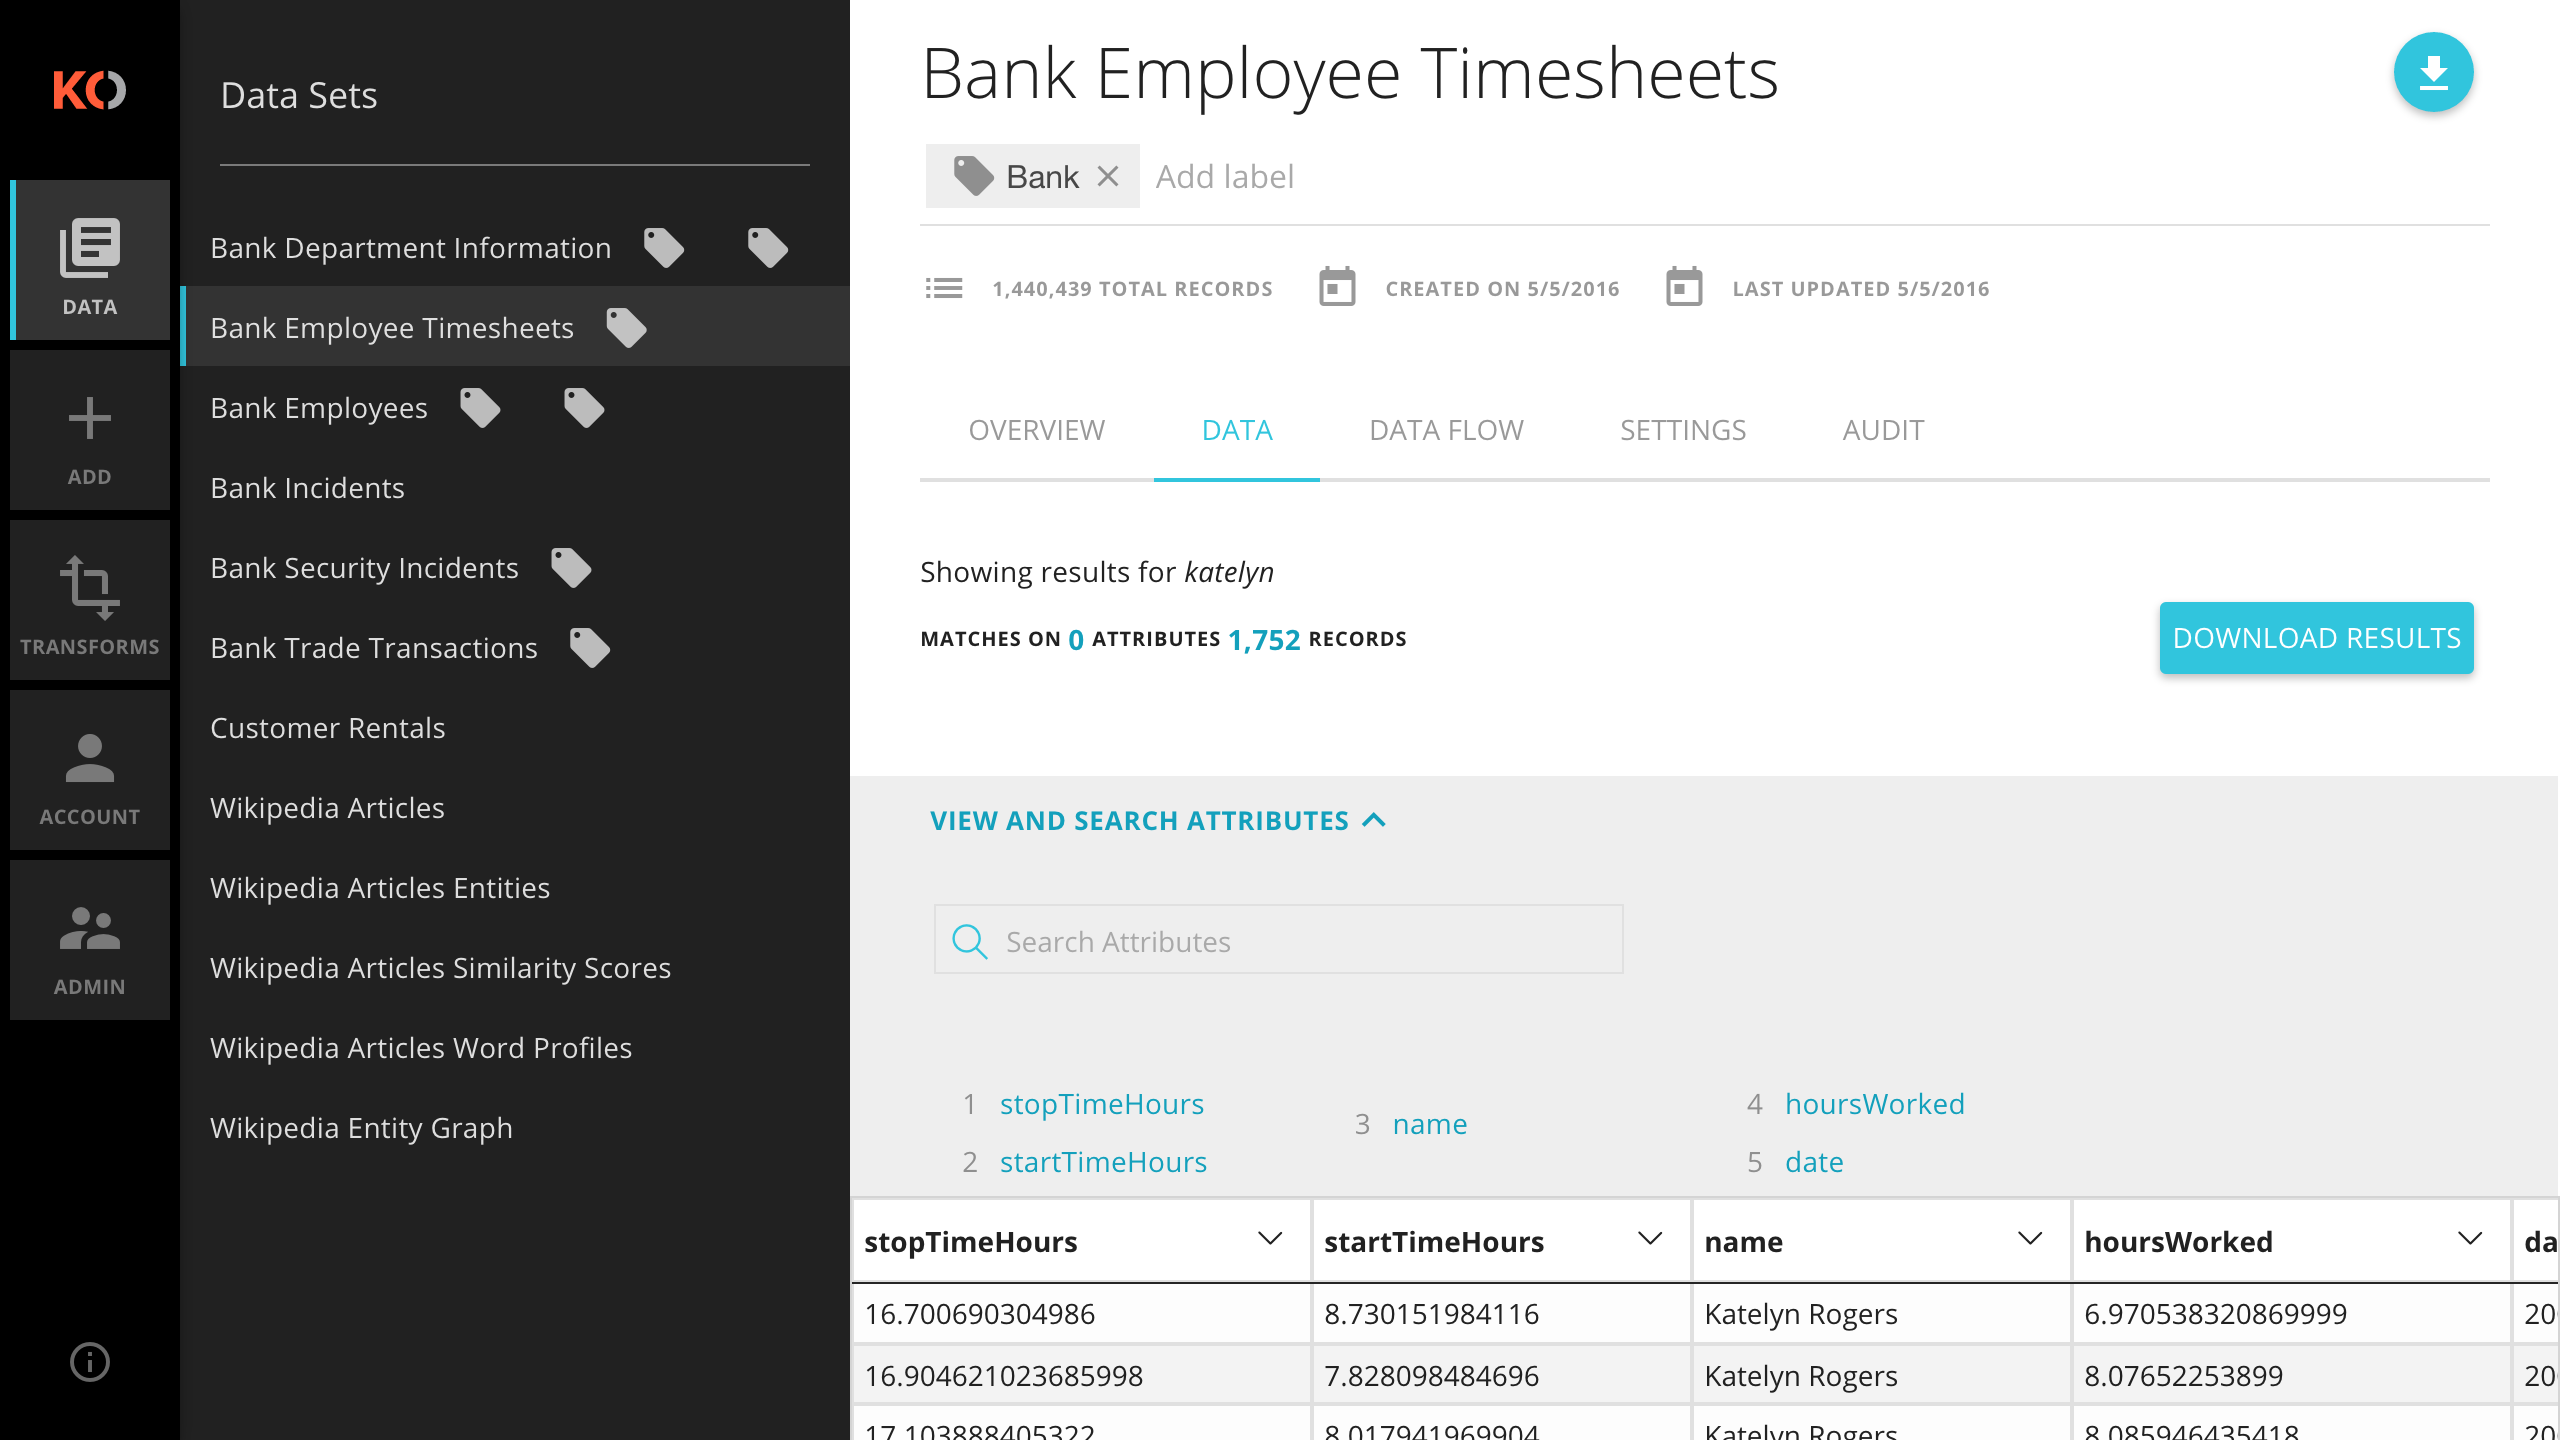 KO
DATA
ADD
TRANSFORMS
ACCOUNT
ADMIN
Data Sets
Bank Department Information
Bank Employee Timesheets
Bank Employees
Bank Incidents
Bank Security Incidents
Bank Trade Transactions
Customer Rentals
Wikipedia Articles
Wikipedia Articles Entities
Wikipedia Articles Similarity Scores
Wikipedia Articles Word Profiles
Wikipedia Entity Graph
Bank Employee Timesheets
Bank Add label
1,440,439 TOTAL RECORDS CREATED ON 5/5/2016 LAST UPDATED 5/5/2016
OVERVIEW DATA DATA FLOW SETTINGS AUDIT
Showing results for katelyn
MATCHES ON 0 ATTRIBUTES 1,752 RECORDS
DOWNLOAD RESULTS
VIEW AND SEARCH ATTRIBUTES
Search Attributes
1 stopTimeHours
2 startTimeHours
3 name
4 hoursWorked
5 date
stopTimeHours startTimeHours name hoursWorked da
16.700690304986 8.730151984116 Katelyn Rogers 6.970538320869999 20
16.904621023685998 7.828098484696 Katelyn Rogers 8.07652253899 20
17.103888405322 8.017941969904 Katelyn Rogers 8.085946435418 20